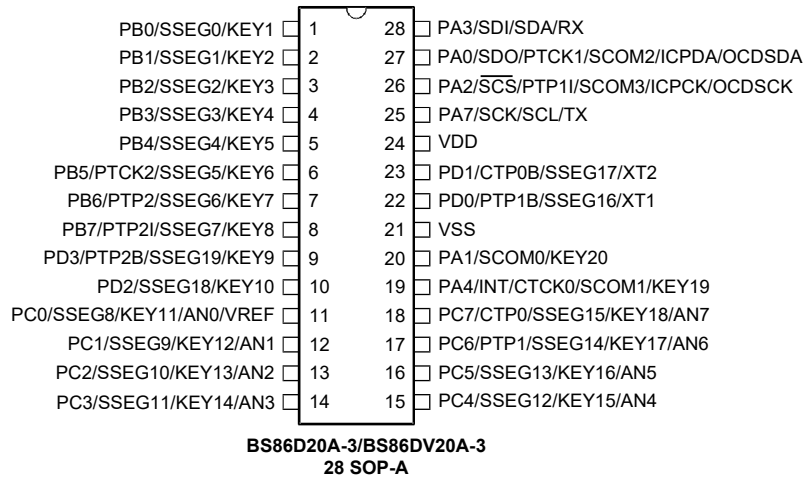 PB0/SSEG0/KEY1 1 28 PA3/SDI/SDA/RX
PB1/SSEG1/KEY2 2 27 PA0/SDO/PTCK1/SCOM2/ICPDA/OCDSDA
PB2/SSEG2/KEY3 3 26 PA2/SCS/PTP1I/SCOM3/ICPCK/OCDSCK
PB3/SSEG3/KEY4 4 25 PA7/SCK/SCL/TX
PB4/SSEG4/KEY5 5 24 VDD
PB5/PTCK2/SSEG5/KEY6 6 23 PD1/CTP0B/SSEG17/XT2
PB6/PTP2/SSEG6/KEY7 7 22 PD0/PTP1B/SSEG16/XT1
PB7/PTP2I/SSEG7/KEY8 8 21 VSS
PD3/PTP2B/SSEG19/KEY9 9 20 PA1/SCOM0/KEY20
PD2/SSEG18/KEY10 10 19 PA4/INT/CTCK0/SCOM1/KEY19
PC0/SSEG8/KEY11/AN0/VREF 11 18 PC7/CTP0/SSEG15/KEY18/AN7
PC1/SSEG9/KEY12/AN1 12 17 PC6/PTP1/SSEG14/KEY17/AN6
PC2/SSEG10/KEY13/AN2 13 16 PC5/SSEG13/KEY16/AN5
PC3/SSEG11/KEY14/AN3 14 15 PC4/SSEG12/KEY15/AN4
BS86D20A-3/BS86DV20A-3
28 SOP-A